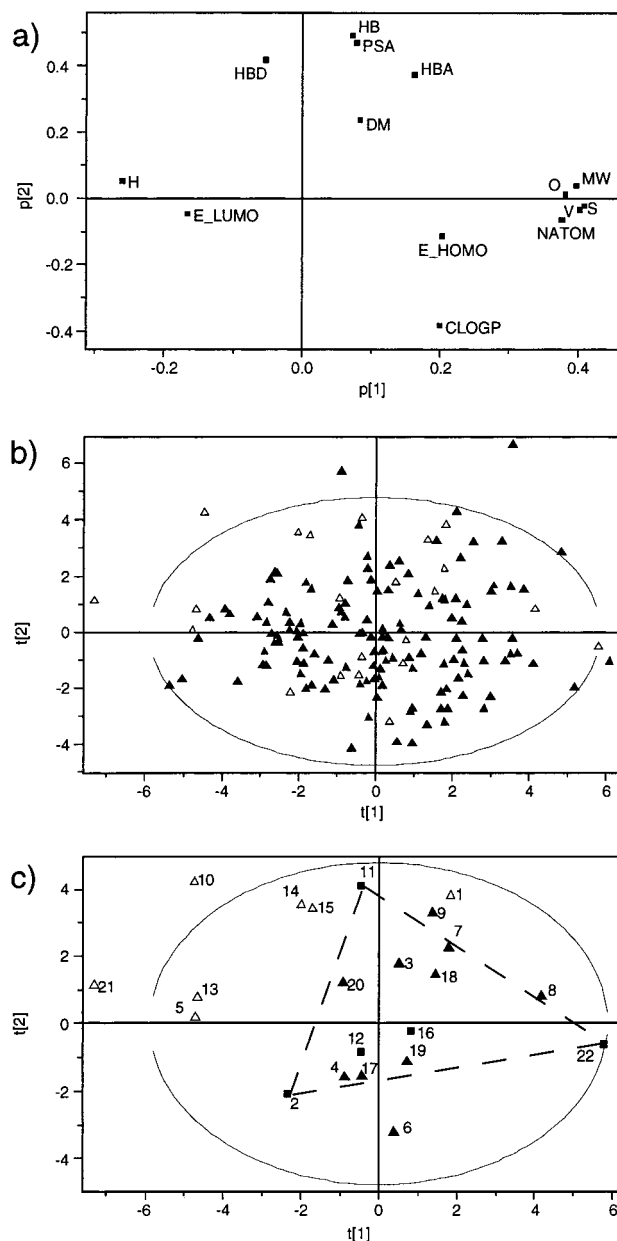 a)
0.4
0.2
0.0
-0.2
-0.4
p[2]
HB
PSA
HBD
HBA
DM
H
E_LUMO
O
MW
V
S
NATOM
E_HOMO
CLOGP
-0.2
0.0
0.2
0.4
p[1]
b)
6
4
2
0
-2
-4
t[2]
-6
-4
-2
0
2
4
6
t[1]
c)
4
2
0
-2
-4
t[2]
10
11
14
15
1
9
7
3
18
8
21
13
5
20
12
16
22
4
17
19
2
6
-6
-4
-2
0
2
4
6
t[1]